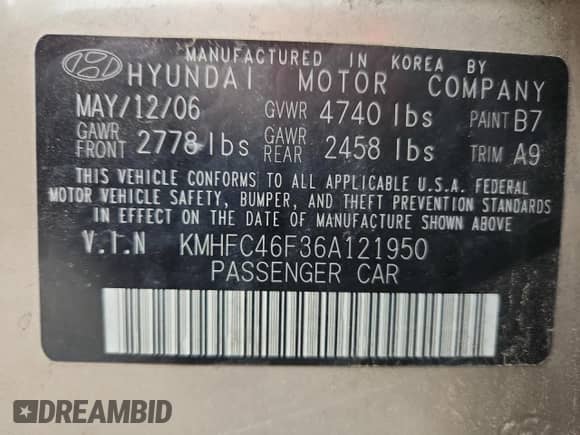 MANUFACTURED IN KOREA BY
HYUNDAI MOTOR COMPANY
MAY/12/06 GVWR 4740 lbs PAINT B7
GAWR FRONT 2778 lbs GAWR REAR 2458 lbs TRIM A9
THIS VEHICLE CONFORMS TO ALL APPLICABLE U.S.A. FEDERAL
MOTOR VEHICLE SAFETY, BUMPER, AND THEFT PREVENTION STANDARDS
IN EFFECT ON THE DATE OF MANUFACTURE SHOWN ABOVE.
V.I.N KMHFC46F36A121950
PASSENGER CAR
DREAMBID